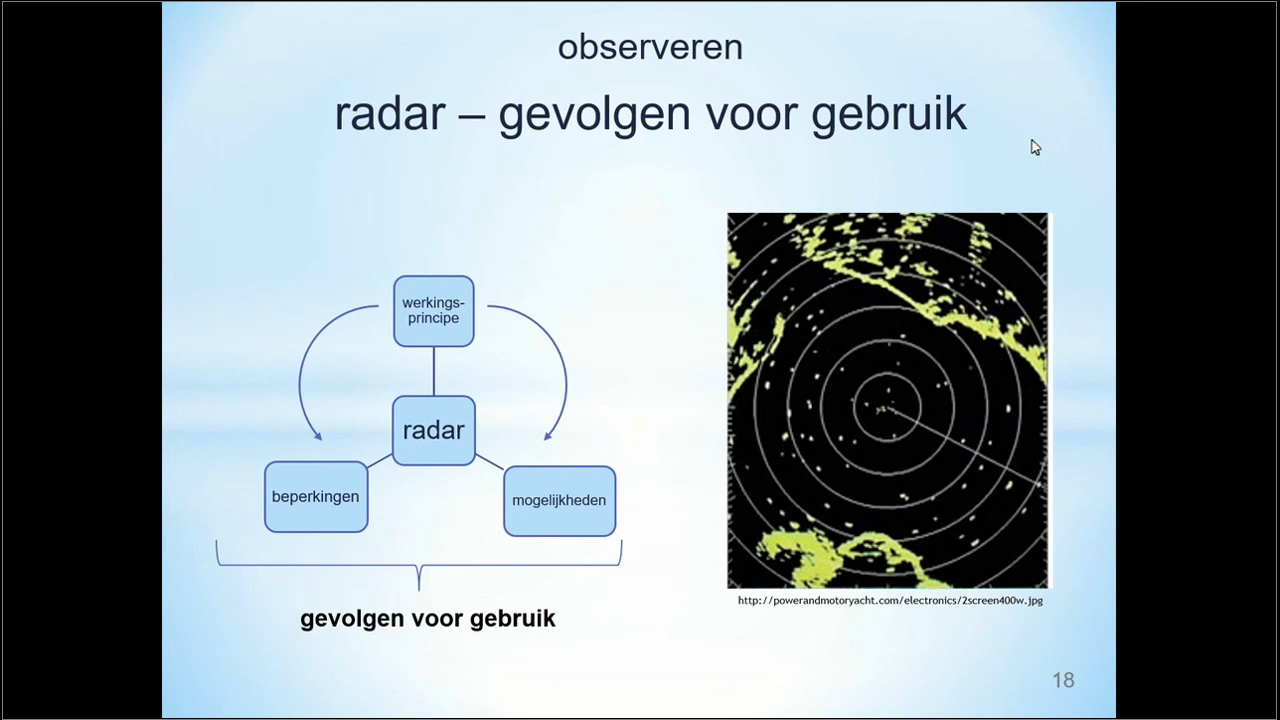 observeren
radar – gevolgen voor gebruik
werkings-
principe
radar
beperkingen
mogelijkheden
gevolgen voor gebruik
http://powerandmotoryacht.com/electronics/2screen400w.jpg
18